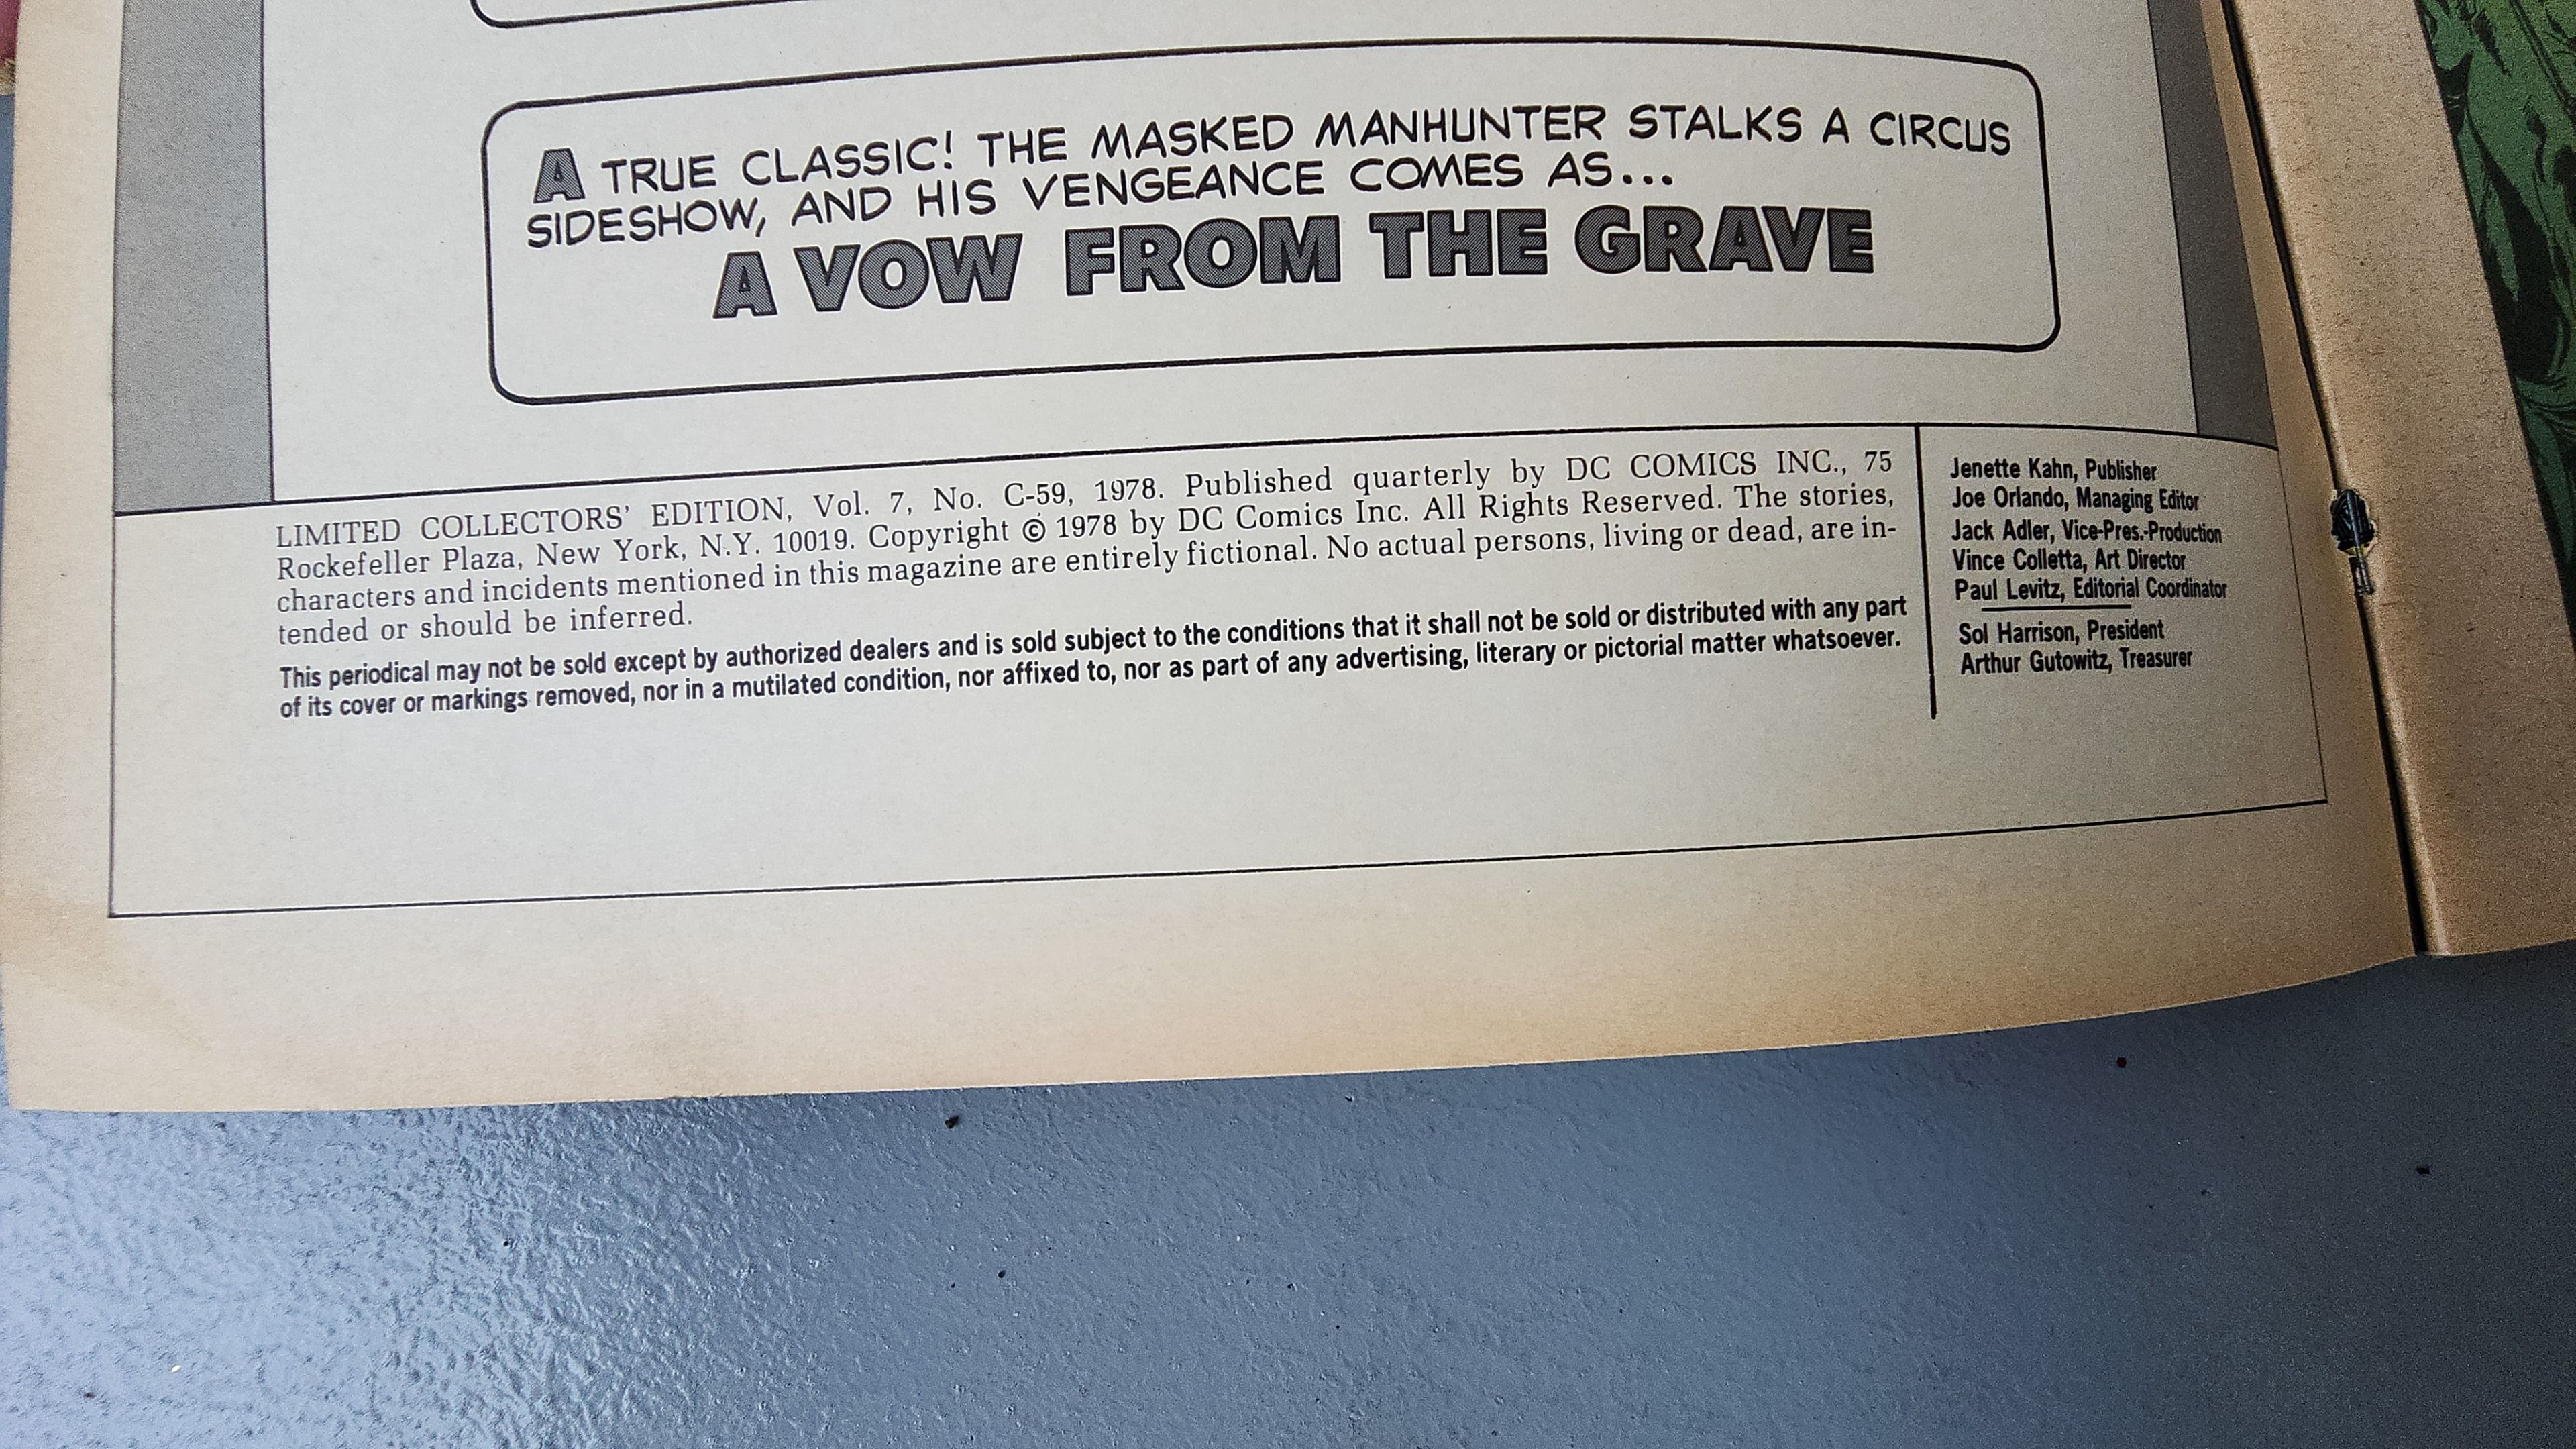 A TRUE CLASSIC! THE MASKED MANHUNTER STALKS A CIRCUS
SIDESHOW, AND HIS VENGEANCE COMES AS...
A VOW FROM THE GRAVE
LIMITED COLLECTORS' EDITION, Vol. 7, No. C-59, 1978. Published quarterly by DC COMICS INC., 75
Rockefeller Plaza, New York, N.Y. 10019. Copyright © 1978 by DC Comics Inc. All Rights Reserved. The stories,
characters and incidents mentioned in this magazine are entirely fictional. No actual persons, living or dead, are in-
tended or should be inferred.
This periodical may not be sold except by authorized dealers and is sold subject to the conditions that it shall not be sold or distributed with any part
of its cover or markings removed, nor in a mutilated condition, nor affixed to, nor as part of any advertising, literary or pictorial matter whatsoever.
Jenette Kahn, Publisher
Joe Orlando, Managing Editor
Jack Adler, Vice-Pres.-Production
Vince Colletta, Art Director
Paul Levitz, Editorial Coordinator
Sol Harrison, President
Arthur Gutowitz, Treasurer